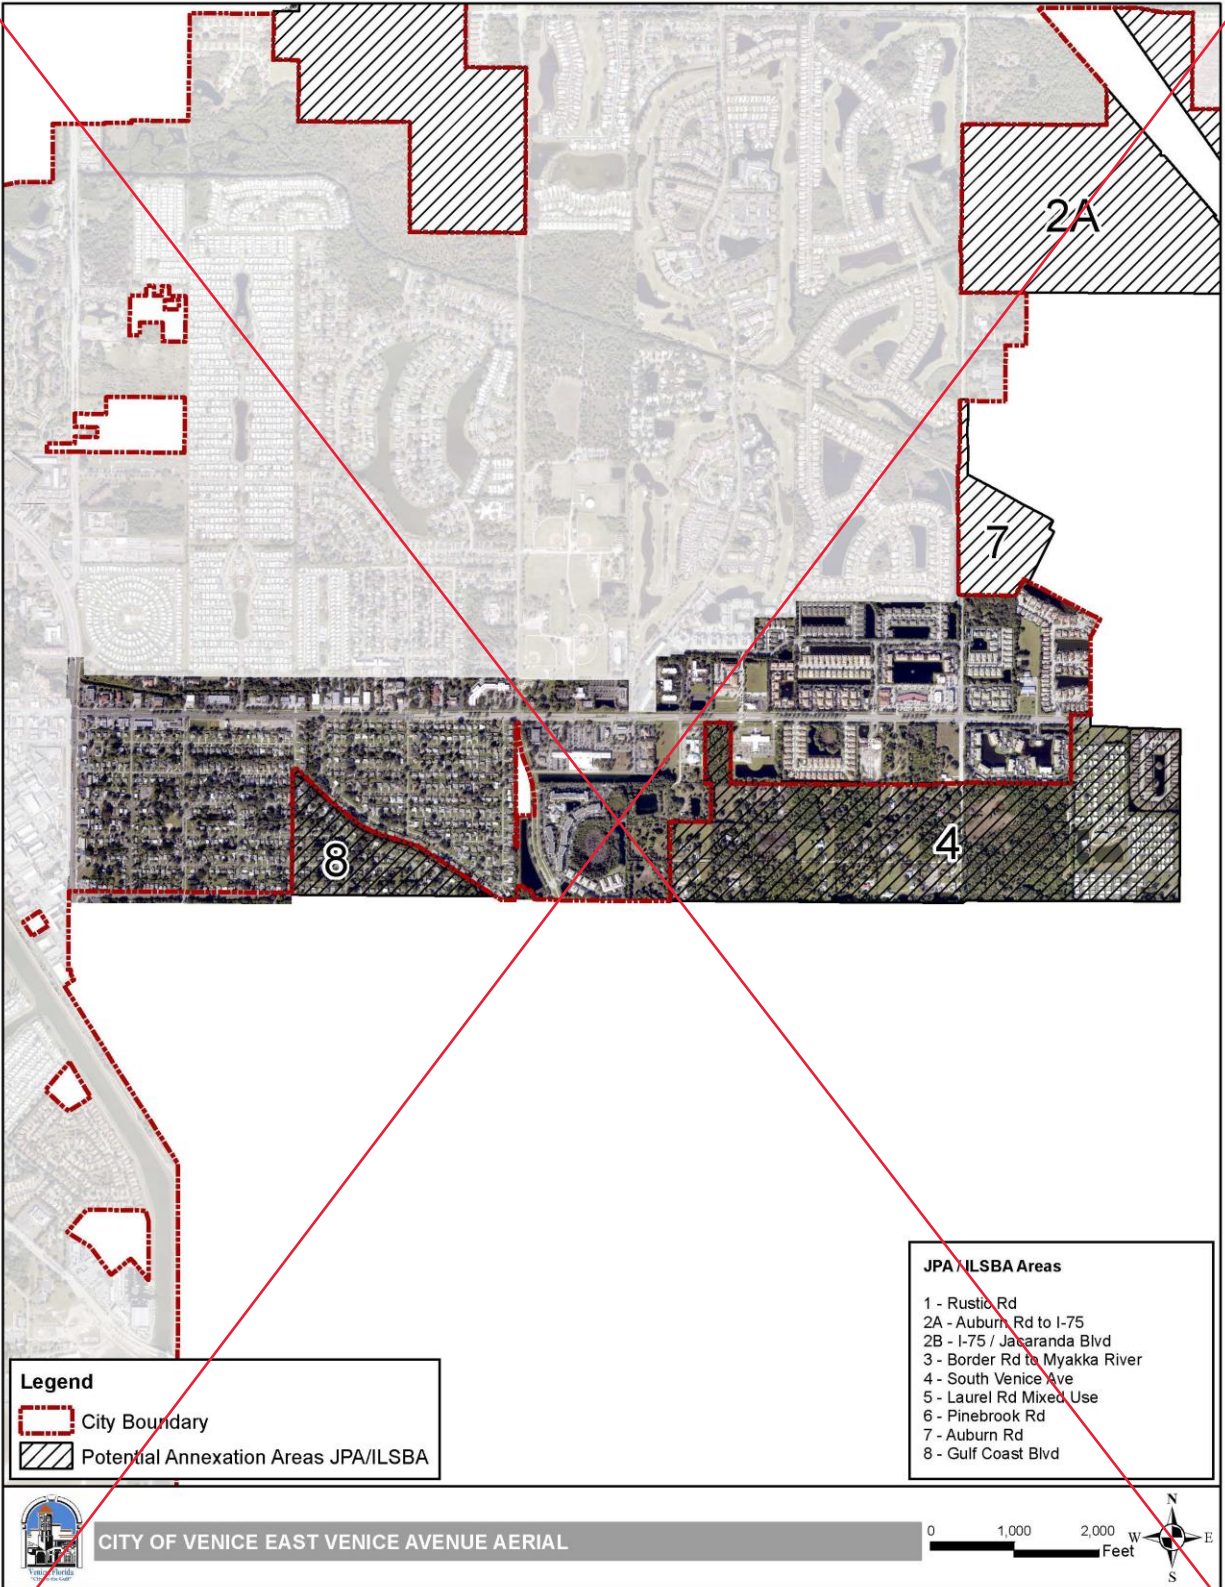 2A
7
4
8
JPA / ILSBA Areas
1 - Rustic Rd
2A - Auburn Rd to I-75
2B - I-75 / Jacaranda Blvd
3 - Border Rd to Myakka River
4 - South Venice Ave
5 - Laurel Rd Mixed Use
6 - Pinebrook Rd
7 - Auburn Rd
8 - Gulf Coast Blvd
Legend
City Boundary
Potential Annexation Areas JPA/ILSBA
Venice, Florida
CITY OF VENICE EAST VENICE AVENUE AERIAL
0 1,000 2,000
Feet
N
W E
S